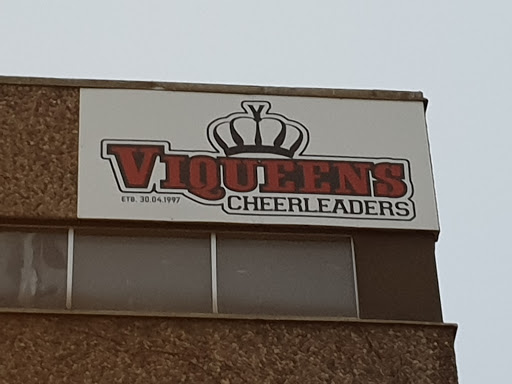 V
VIQUEENS
ETB. 30.04.1997
CHEERLEADERS